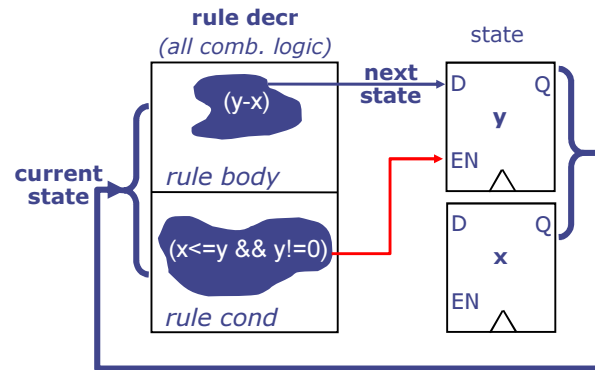 rule decr
(all comb. logic)
state
(y-x)
next
state
D
Q
y
EN
rule body
current
state
(x<=y && y!=0)
rule cond
D
Q
x
EN